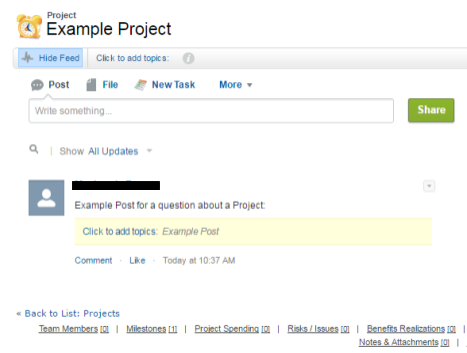 Project
Example Project
Hide Feed Click to add topics: i
Post File New Task More
Write something... Share
Show All Updates
Example Post for a question about a Project:
Click to add topics: Example Post
Comment · Like · Today at 10:37 AM
« Back to List: Projects
Team Members [0] | Milestones [1] | Project Spending [0] | Risks / Issues [0] | Benefits Realizations [0] |
Notes & Attachments [0] |